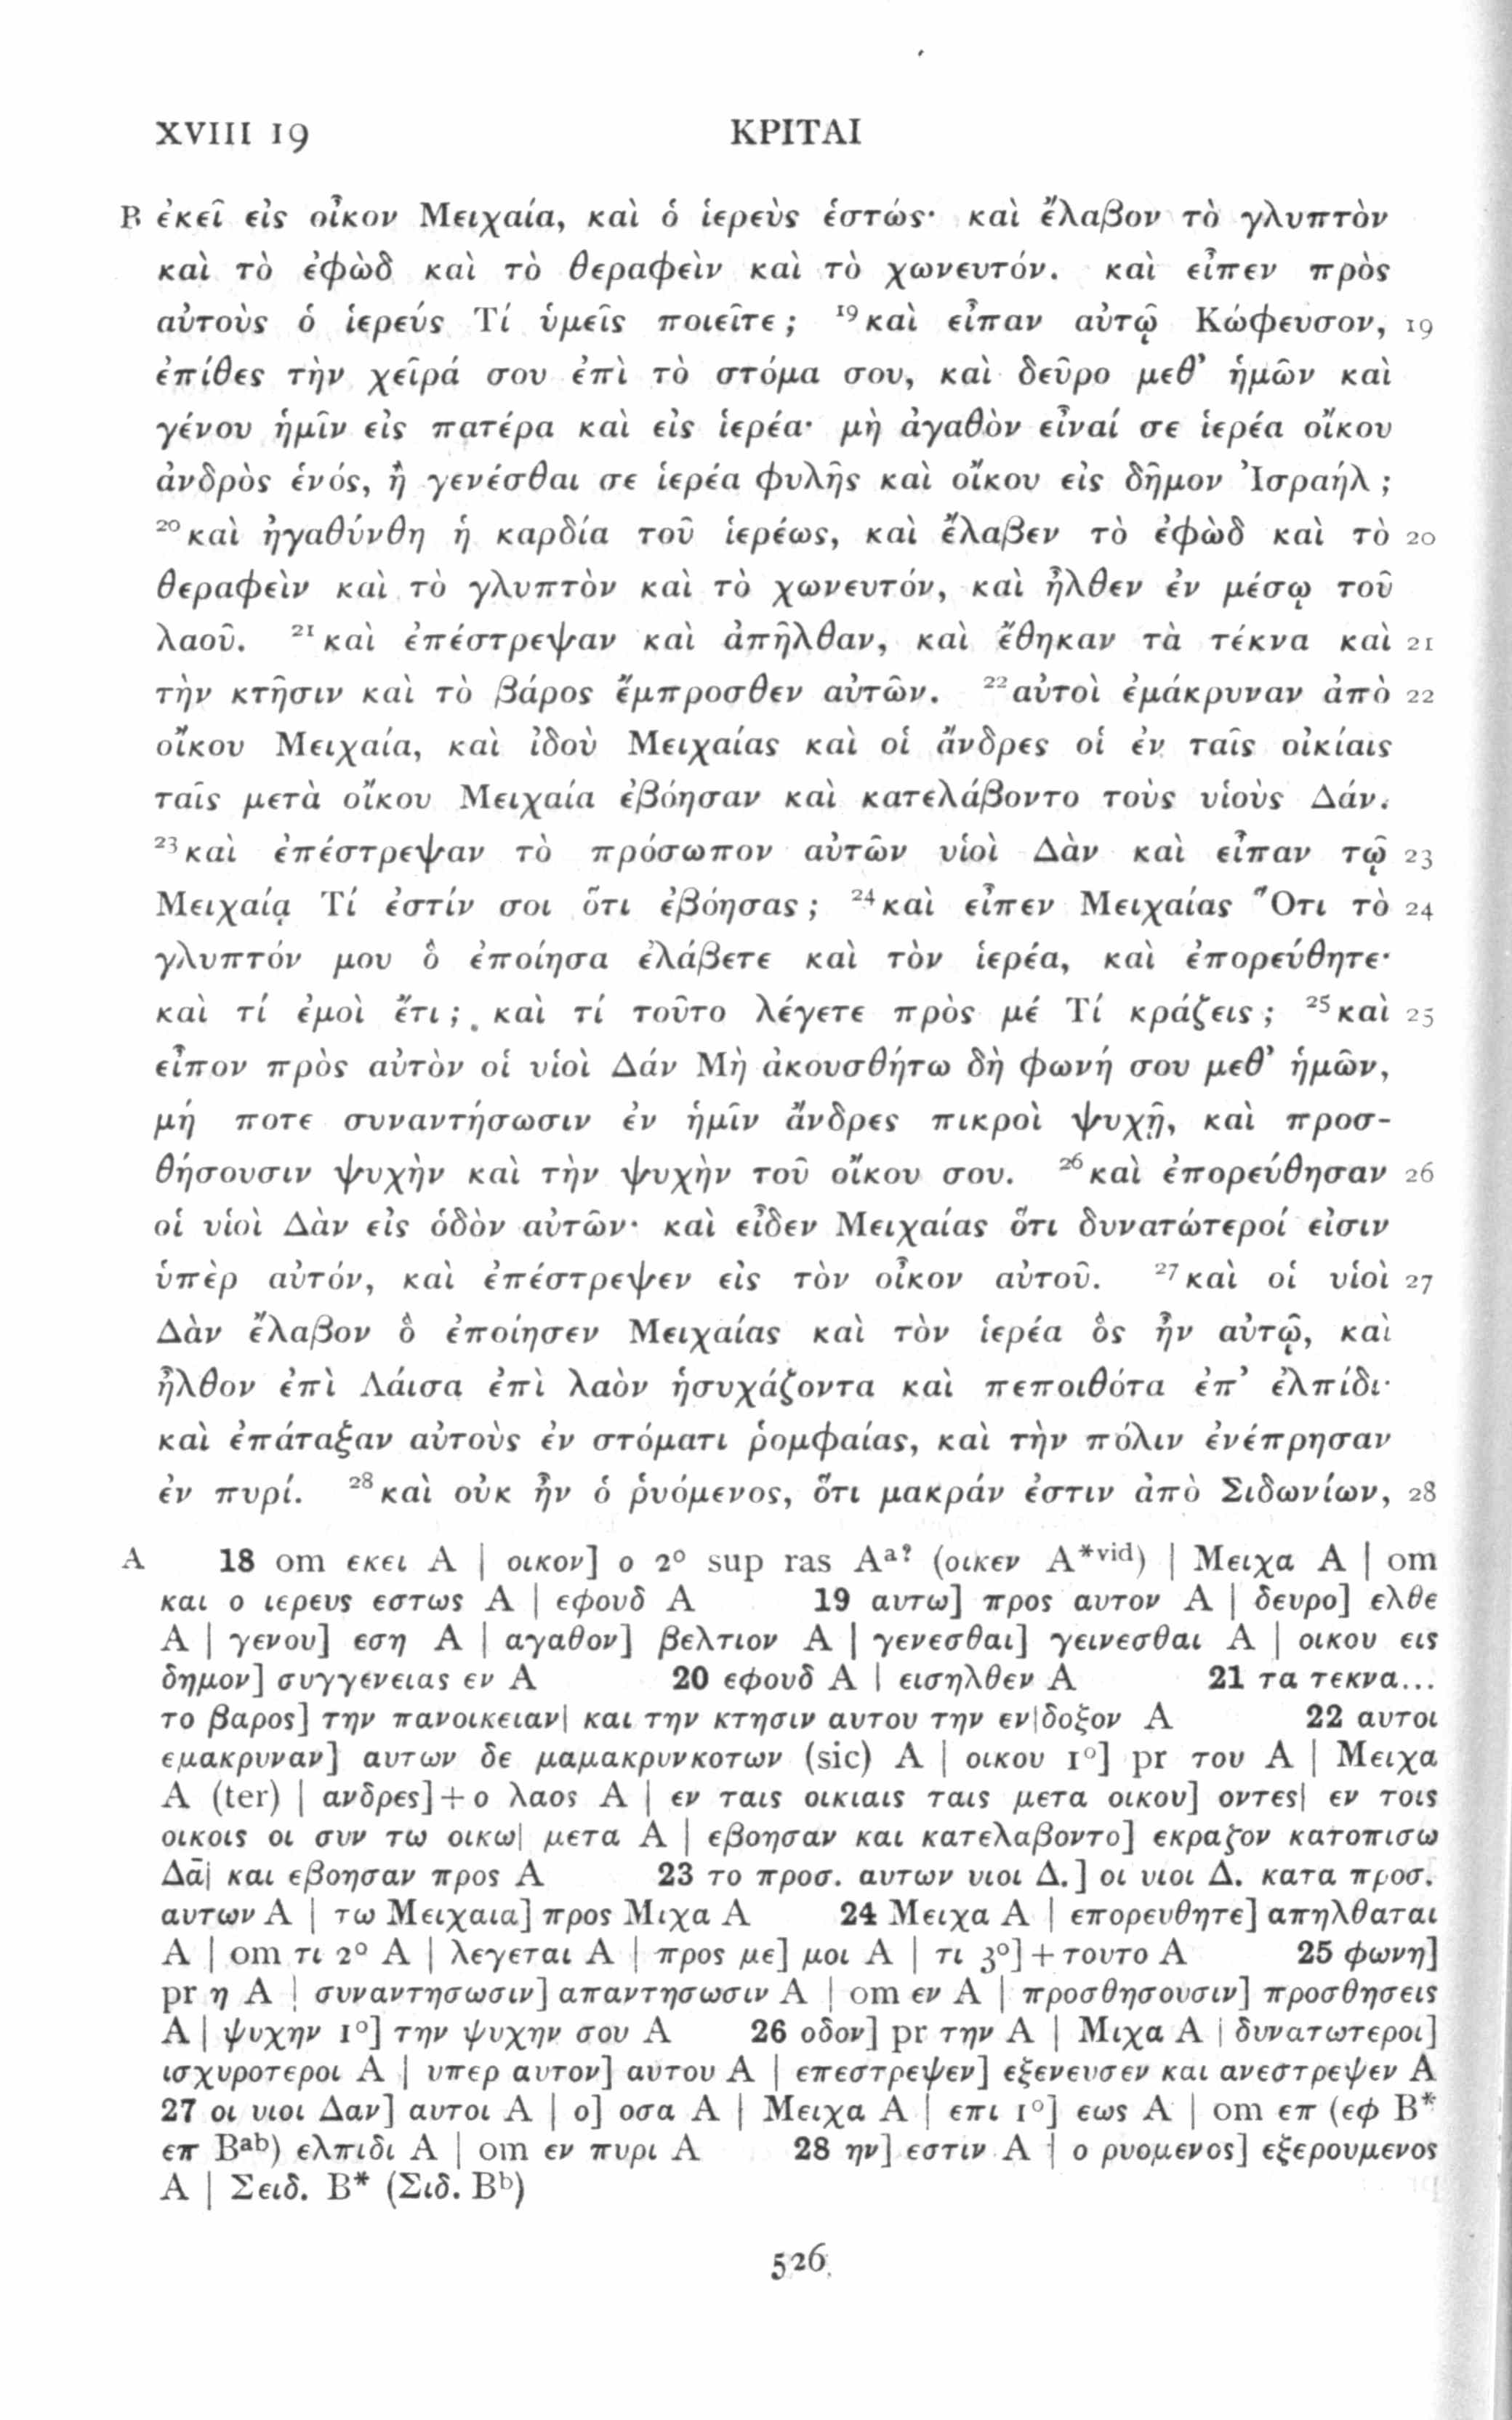 XVIII 19 ΚΡΙΤΑΙ
B ἐκεῖ εἰς οἶκον Μειχαία, καὶ ὁ ἱερεὺς ἑστώς· καὶ ἔλαβον τὸ γλυπτὸν
καὶ τὸ ἐφὼδ καὶ τὸ θεραφεὶν καὶ τὸ χωνευτόν. καὶ εἶπεν πρὸς
αὐτοὺς ὁ ἱερεύς Τί ὑμεῖς ποιεῖτε ; ¹⁹καὶ εἶπαν αὐτῷ Κώφευσον, 19
ἐπίθες τὴν χεῖρά σου ἐπὶ τὸ στόμα σου, καὶ δεῦρο μεθ’ ἡμῶν καὶ
γένου ἡμῖν εἰς πατέρα καὶ εἰς ἱερέα· μὴ ἀγαθὸν εἶναί σε ἱερέα οἴκου
ἀνδρὸς ἑνός, ἢ γενέσθαι σε ἱερέα φυλῆς καὶ οἴκου εἰς δῆμον Ἰσραήλ ;
²⁰καὶ ἠγαθύνθη ἡ καρδία τοῦ ἱερέως, καὶ ἔλαβεν τὸ ἐφὼδ καὶ τὸ 20
θεραφεὶν καὶ τὸ γλυπτὸν καὶ τὸ χωνευτόν, καὶ ἦλθεν ἐν μέσῳ τοῦ
λαοῦ. ²¹καὶ ἐπέστρεψαν καὶ ἀπῆλθαν, καὶ ἔθηκαν τὰ τέκνα καὶ 21
τὴν κτῆσιν καὶ τὸ βάρος ἔμπροσθεν αὐτῶν. ²²αὐτοὶ ἐμάκρυναν ἀπὸ 22
οἴκου Μειχαία, καὶ ἰδοὺ Μειχαίας καὶ οἱ ἄνδρες οἱ ἐν ταῖς οἰκίαις
ταῖς μετὰ οἴκου Μειχαία ἐβόησαν καὶ κατελάβοντο τοὺς υἱοὺς Δάν.
²³καὶ ἐπέστρεψαν τὸ πρόσωπον αὐτῶν υἱοὶ Δὰν καὶ εἶπαν τῷ 23
Μειχαίᾳ Τί ἐστίν σοι ὅτι ἐβόησας ; ²⁴καὶ εἶπεν Μειχαίας Ὅτι τὸ 24
γλυπτόν μου ὃ ἐποίησα ἐλάβετε καὶ τὸν ἱερέα, καὶ ἐπορεύθητε·
καὶ τί ἐμοὶ ἔτι ; καὶ τί τοῦτο λέγετε πρὸς μέ Τί κράζεις ; ²⁵καὶ 25
εἶπον πρὸς αὐτὸν οἱ υἱοὶ Δάν Μὴ ἀκουσθήτω δὴ φωνή σου μεθ’ ἡμῶν,
μή ποτε συναντήσωσιν ἐν ἡμῖν ἄνδρες πικροὶ ψυχῇ, καὶ προσ-
θήσουσιν ψυχὴν καὶ τὴν ψυχὴν τοῦ οἴκου σου. ²⁶καὶ ἐπορεύθησαν 26
οἱ υἱοὶ Δὰν εἰς ὁδὸν αὐτῶν· καὶ εἶδεν Μειχαίας ὅτι δυνατώτεροί εἰσιν
ὑπὲρ αὐτόν, καὶ ἐπέστρεψεν εἰς τὸν οἶκον αὐτοῦ. ²⁷καὶ οἱ υἱοὶ 27
Δὰν ἔλαβον ὃ ἐποίησεν Μειχαίας καὶ τὸν ἱερέα ὃς ἦν αὐτῷ, καὶ
ἦλθον ἐπὶ Λάισα ἐπὶ λαὸν ἡσυχάζοντα καὶ πεποιθότα ἐπ’ ἐλπίδι·
καὶ ἐπάταξαν αὐτοὺς ἐν στόματι ῥομφαίας, καὶ τὴν πόλιν ἐνέπρησαν
ἐν πυρί. ²⁸καὶ οὐκ ἦν ὁ ῥυόμενος, ὅτι μακράν ἐστιν ἀπὸ Σιδωνίων, 28
A 18 om εκει A | οικον] ο 2° sup ras Aᵃ? (οικεν A*ᵛⁱᵈ) | Μειχα A | om
και ο ιερευς εστως A | εφουδ A 19 αυτω] προς αυτον A | δευρο] ελθε
A | γενου] εση A | αγαθον] βελτιον A | γενεσθαι] γεινεσθαι A | οικου εις
δημον] συγγενειας εν A 20 εφουδ A | εισηλθεν A 21 τα τεκνα...
το βαρος] την πανοικειαν| και την κτησιν αυτου την εν|δοξον A 22 αυτοι
εμακρυναν] αυτων δε μαμακρυνκοτων (sic) A | οικου 1°] pr του A | Μειχα
A (ter) | ανδρες]+ο λαος A | εν ταις οικιαις ταις μετα οικου] οντες| εν τοις
οικοις οι συν τω οικω| μετα A | εβοησαν και κατελαβοντο] εκραζον κατοπισω
Δα̅| και εβοησαν προς A 23 το προσ. αυτων υιοι Δ.] οι υιοι Δ. κατα προσ.
αυτων A | τω Μειχαια] προς Μιχα A 24 Μειχα A | επορευθητε] απηλθαται
A | om τι 2° A | λεγεται A | προς με] μοι A | τι 3°]+τουτο A 25 φωνη]
pr η A | συναντησωσιν] απαντησωσιν A | om εν A | προσθησουσιν] προσθησεις
A | ψυχην 1°] την ψυχην σου A 26 οδον] pr την A | Μιχα A | δυνατωτεροι]
ισχυροτεροι A | υπερ αυτον] αυτου A | επεστρεψεν] εξενευσεν και ανεστρεψεν A
27 οι υιοι Δαν] αυτοι A | ο] οσα A | Μειχα A | επι 1°] εως A | om επ (εφ B*
επ Bᵃᵇ) ελπιδι A | om εν πυρι A 28 ην] εστιν A | ο ρυομενος] εξερουμενος
A | Σειδ. B* (Σιδ. Bᵇ)
526